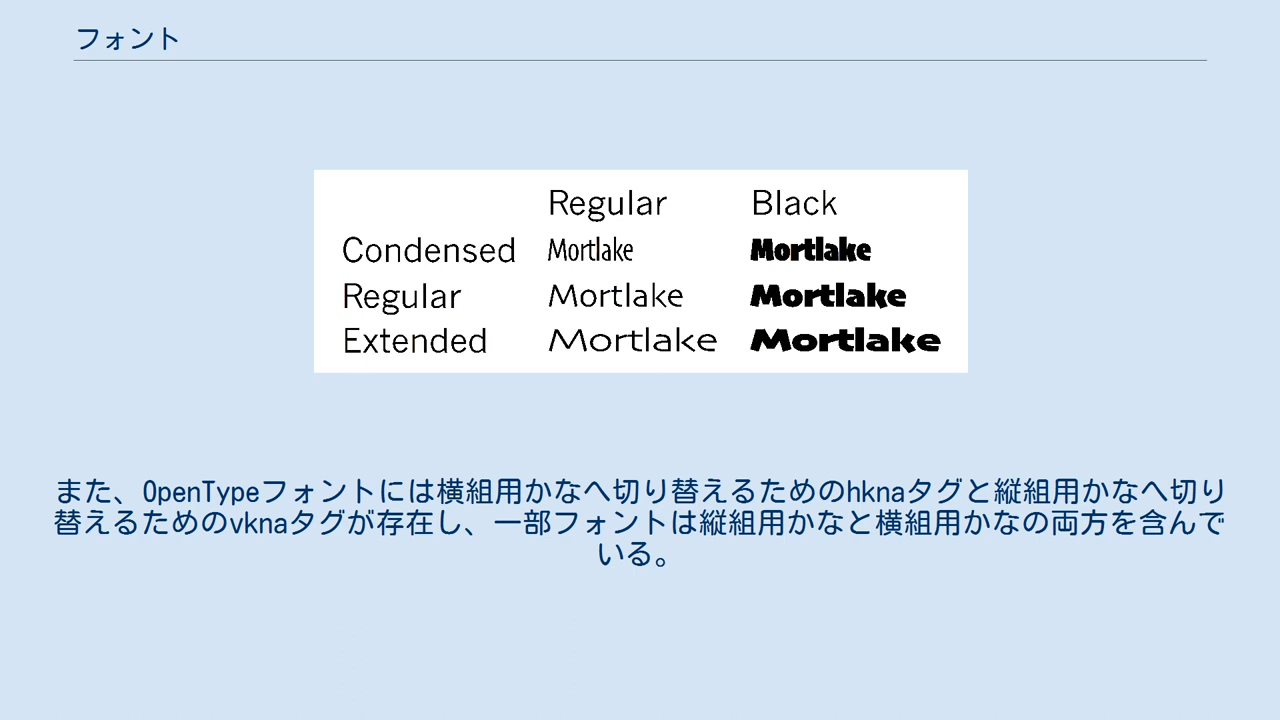 フォント
Regular Black
Condensed Mortlake Mortlake
Regular Mortlake Mortlake
Extended Mortlake Mortlake
また、OpenTypeフォントには横組用かなへ切り替えるためのhknaタグと縦組用かなへ切り
替えるためのvknaタグが存在し、一部フォントは縦組用かなと横組用かなの両方を含んで
いる。